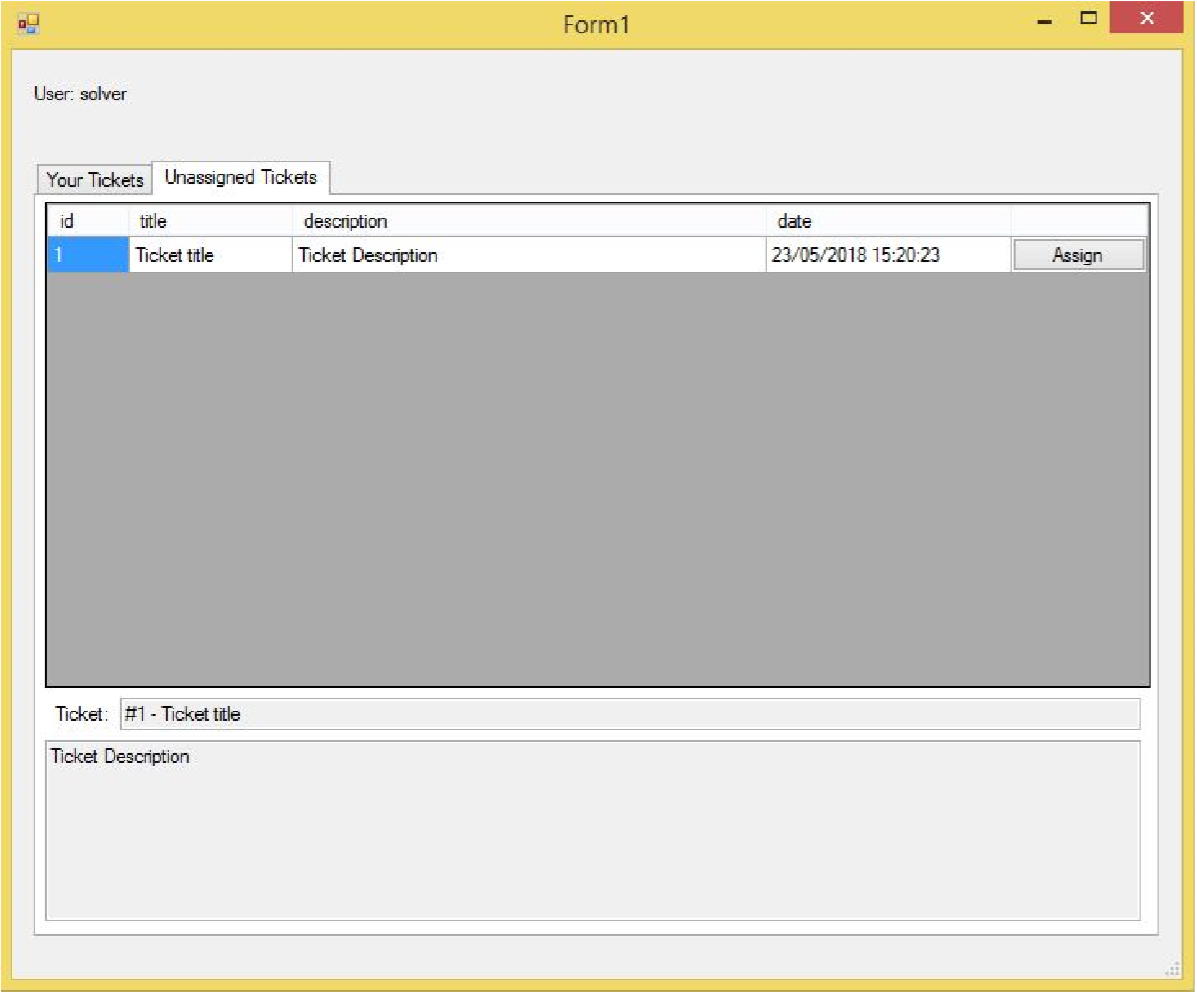 Form1
User: solver
Your Tickets Unassigned Tickets
id title description date
1 Ticket title Ticket Description 23/05/2018 15:20:23 Assign
Ticket: #1 - Ticket title
Ticket Description